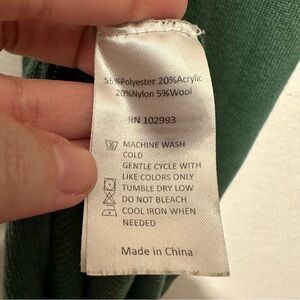 55%Polyester 20%Acrylic
20%Nylon 5%Wool
RN 102993
MACHINE WASH
COLD
GENTLE CYCLE WITH
LIKE COLORS ONLY
TUMBLE DRY LOW
DO NOT BLEACH
COOL IRON WHEN
NEEDED
Made in China